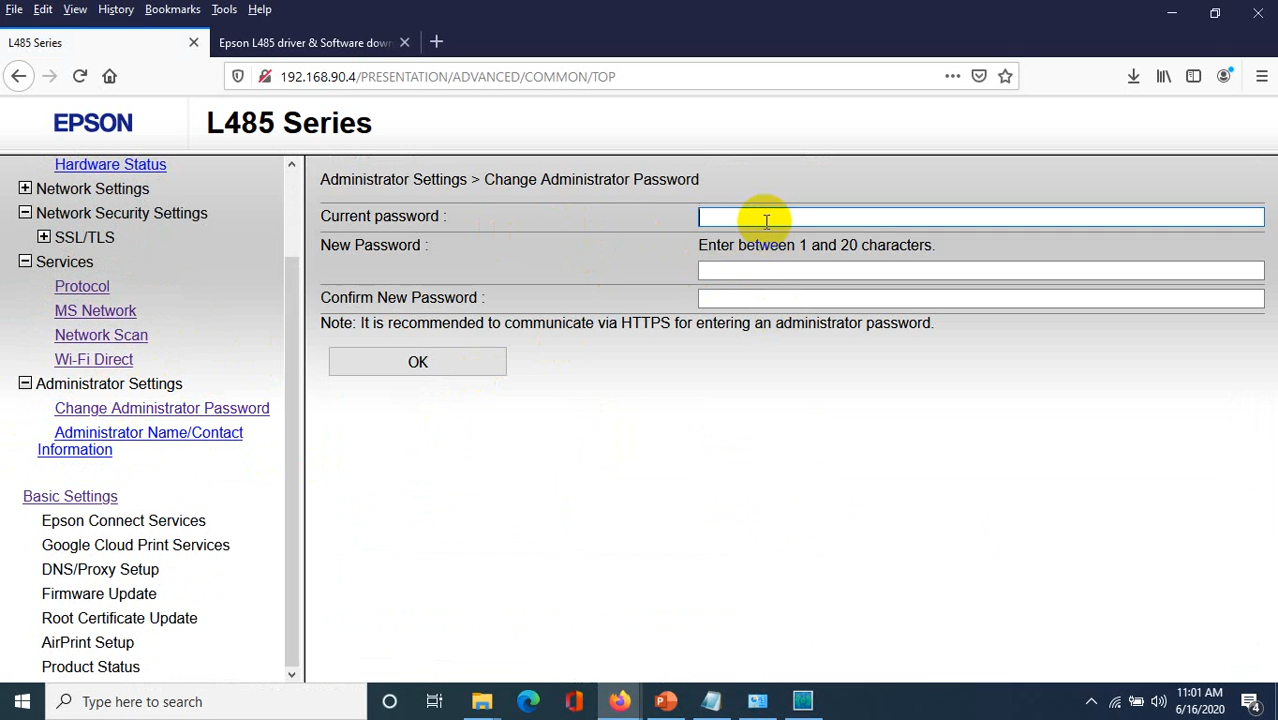 File Edit View History Bookmarks Tools Help
L485 Series
Epson L485 driver & Software dow
192.168.90.4/PRESENTATION/ADVANCED/COMMON/TOP
EPSON
L485 Series
Hardware Status
Network Settings
Network Security Settings
SSL/TLS
Services
Protocol
MS Network
Network Scan
Wi-Fi Direct
Administrator Settings
Change Administrator Password
Administrator Name/Contact
Information
Basic Settings
Epson Connect Services
Google Cloud Print Services
DNS/Proxy Setup
Firmware Update
Root Certificate Update
AirPrint Setup
Product Status
Administrator Settings > Change Administrator Password
Current password :
New Password :
Enter between 1 and 20 characters.
Confirm New Password :
Note: It is recommended to communicate via HTTPS for entering an administrator password.
OK
Type here to search
11:01 AM
6/16/2020
4